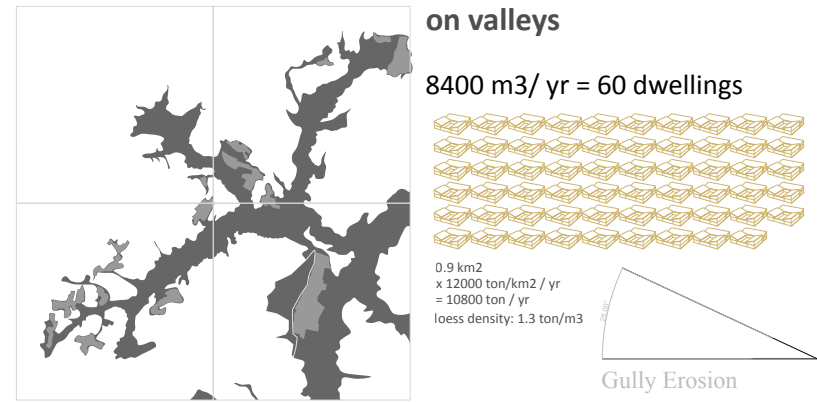 on valleys
8400 m3/ yr = 60 dwellings
0.9 km2
x 12000 ton/km2 / yr
= 10800 ton / yr
loess density: 1.3 ton/m3
Gully Erosion